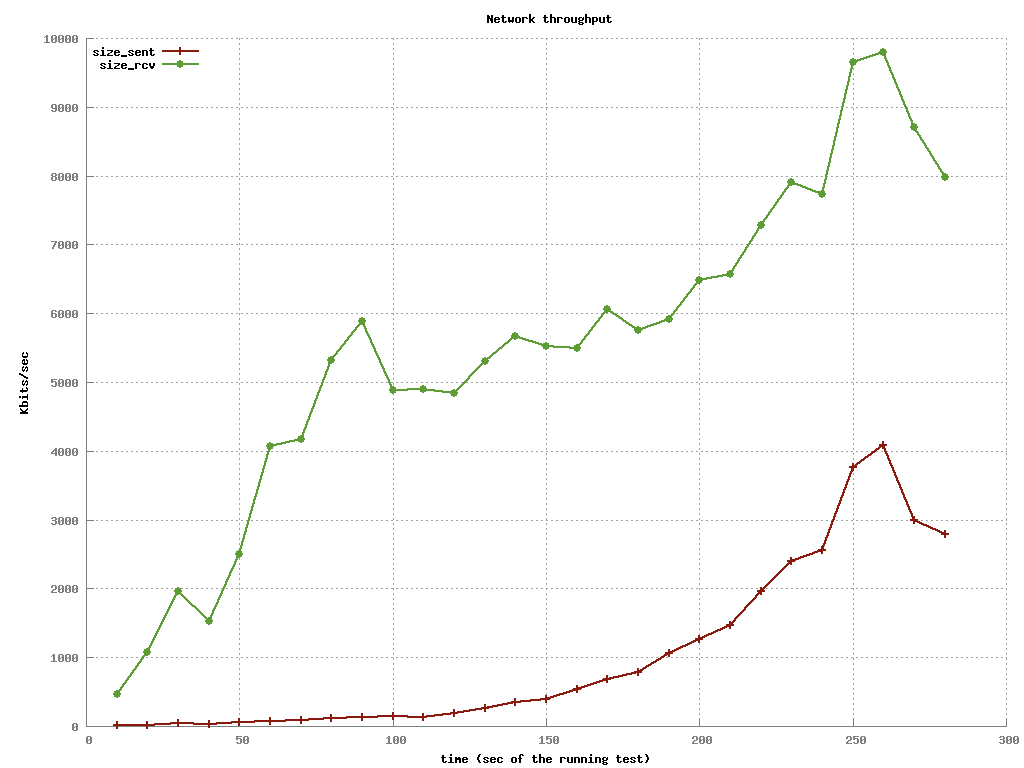 Network throughput
10000
size_sent
size_rcv
9000
8000
7000
6000
Kbits/sec
5000
4000
3000
2000
1000
0
0 50 100 150 200 250 300
time (sec of the running test)